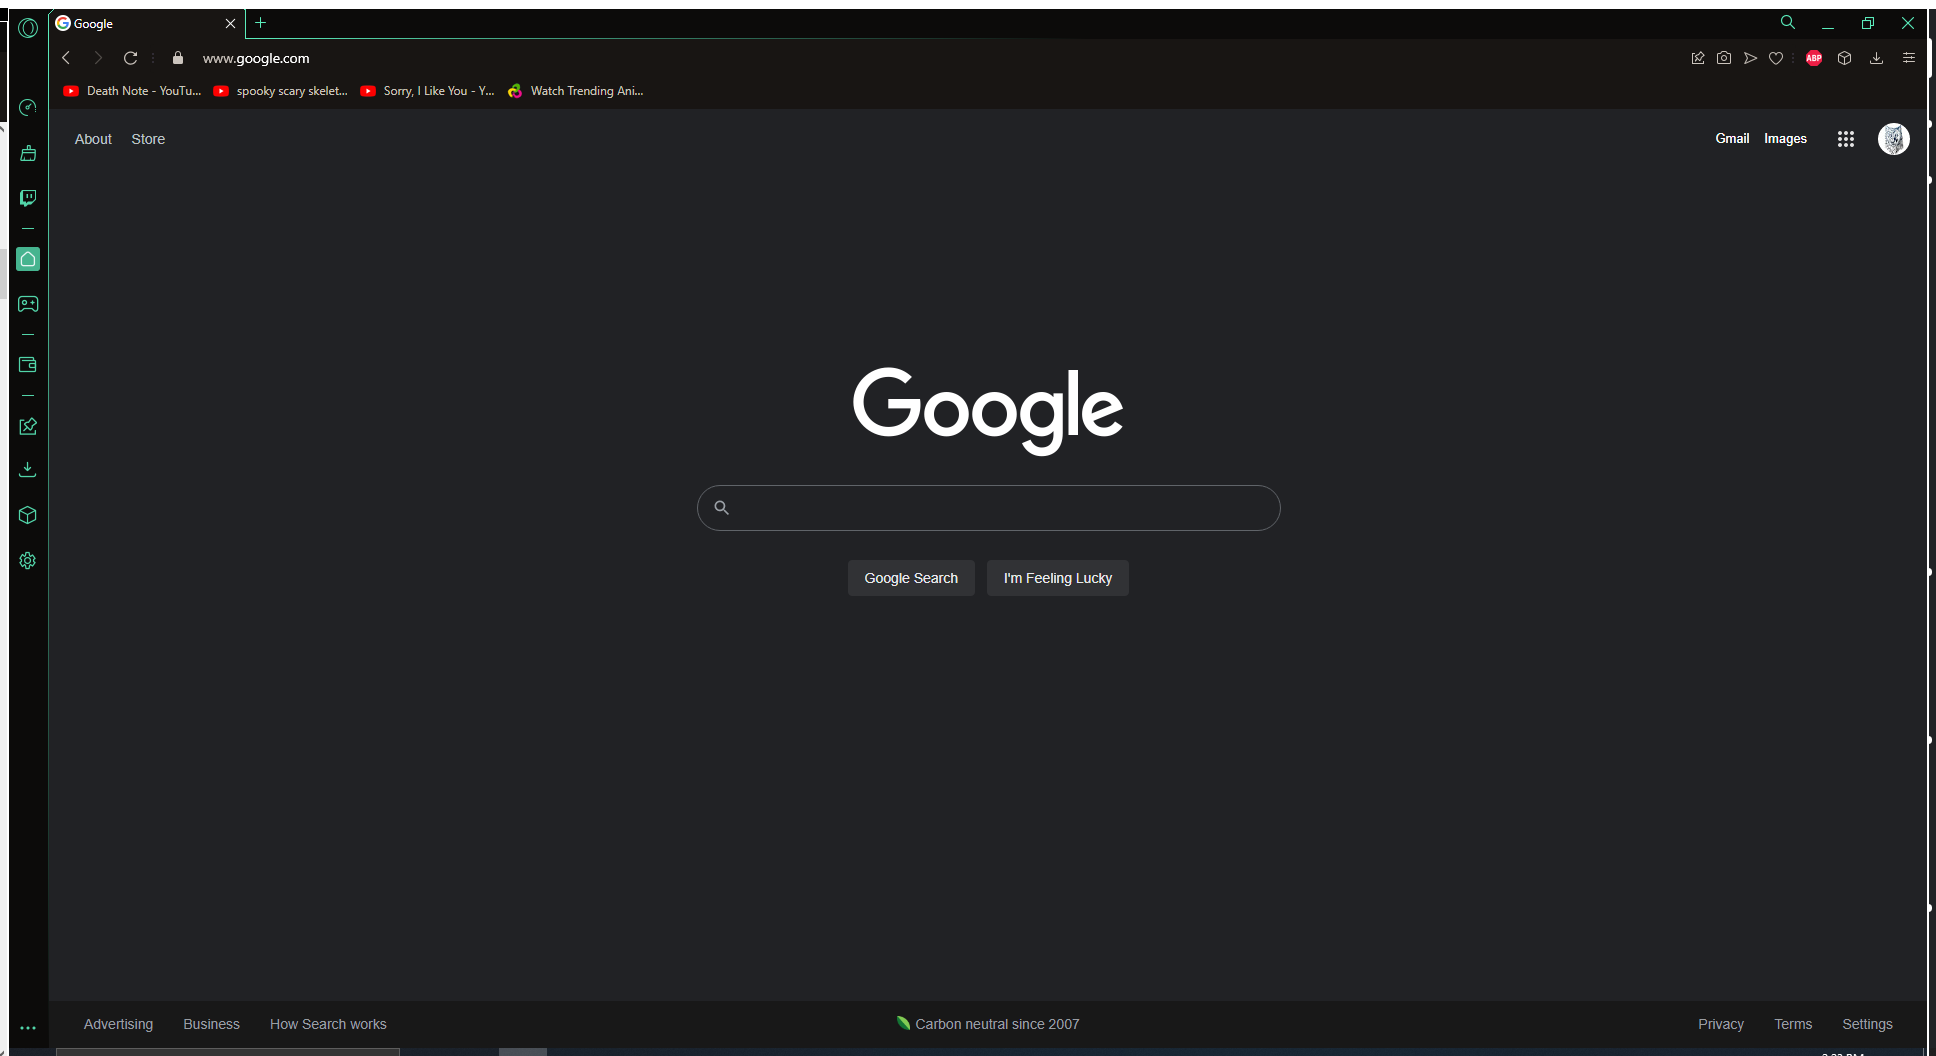 Google
www.google.com
ABP
Death Note - YouTu... spooky scary skelet... Sorry, I Like You - Y... Watch Trending Ani...
About Store Gmail Images
Google
Google Search I'm Feeling Lucky
Advertising Business How Search works Carbon neutral since 2007 Privacy Terms Settings